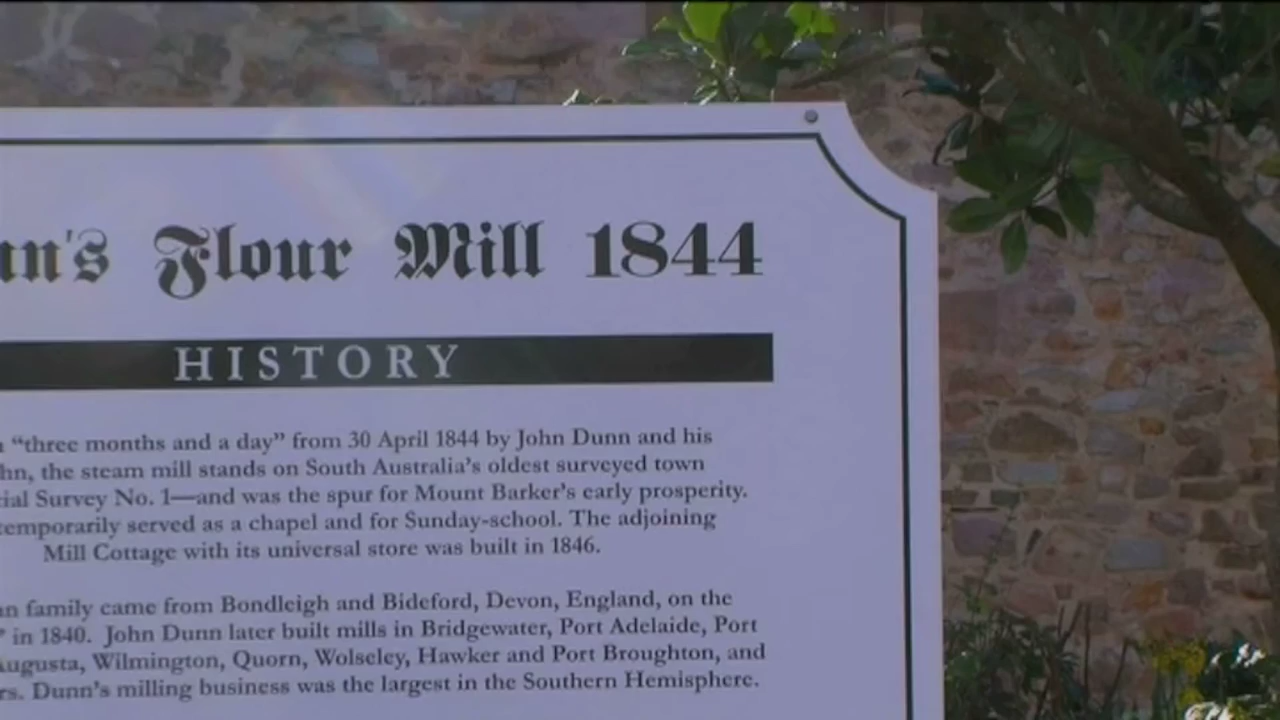 un's Flour Mill 1844
HISTORY
"three months and a day" from 30 April 1844 by John Dunn and his
hn, the steam mill stands on South Australia's oldest surveyed town
ial Survey No. 1—and was the spur for Mount Barker's early prosperity.
temporarily served as a chapel and for Sunday-school. The adjoining
Mill Cottage with its universal store was built in 1846.
n family came from Bondleigh and Bideford, Devon, England, on the
" in 1840. John Dunn later built mills in Bridgewater, Port Adelaide, Port
Augusta, Wilmington, Quorn, Wolseley, Hawker and Port Broughton, and
rs. Dunn's milling business was the largest in the Southern Hemisphere.